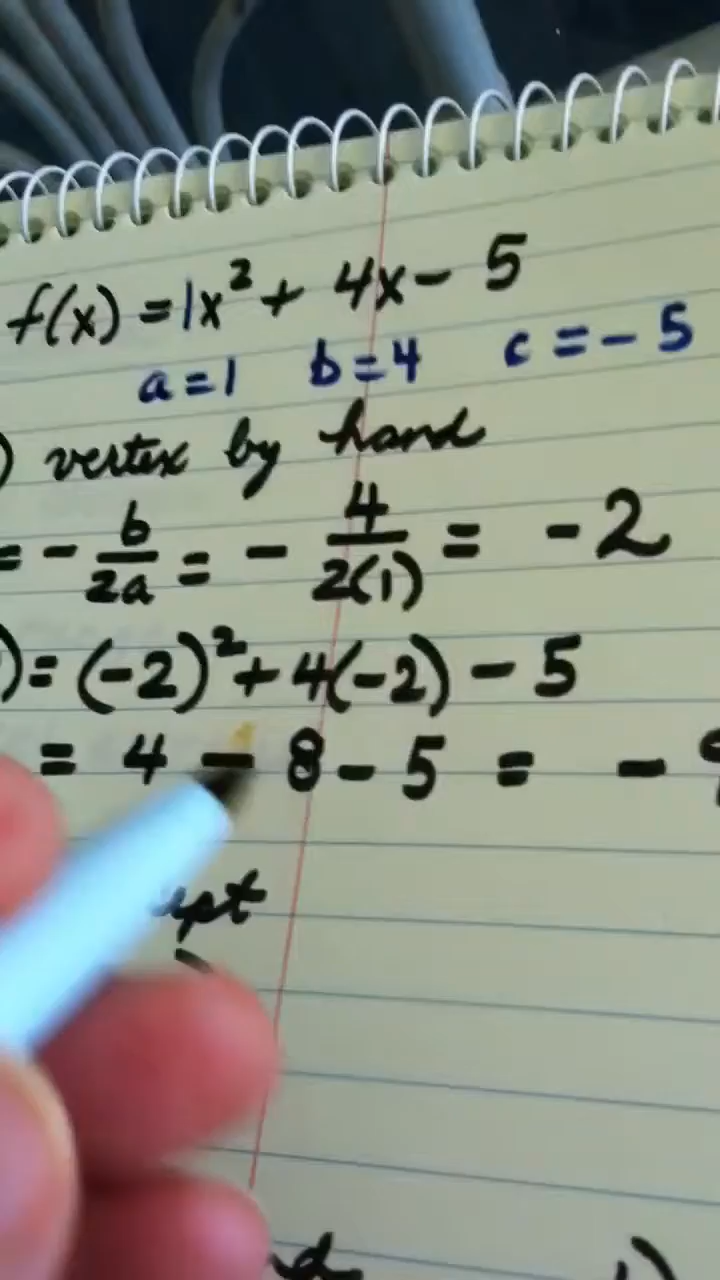 f(x) = 1x² + 4x - 5
a = 1 b = 4 c = - 5
) vertex by hand
= - b/2a = - 4/2(1) = -2
) = (-2)² + 4(-2) - 5
= 4 - 8 - 5 = -